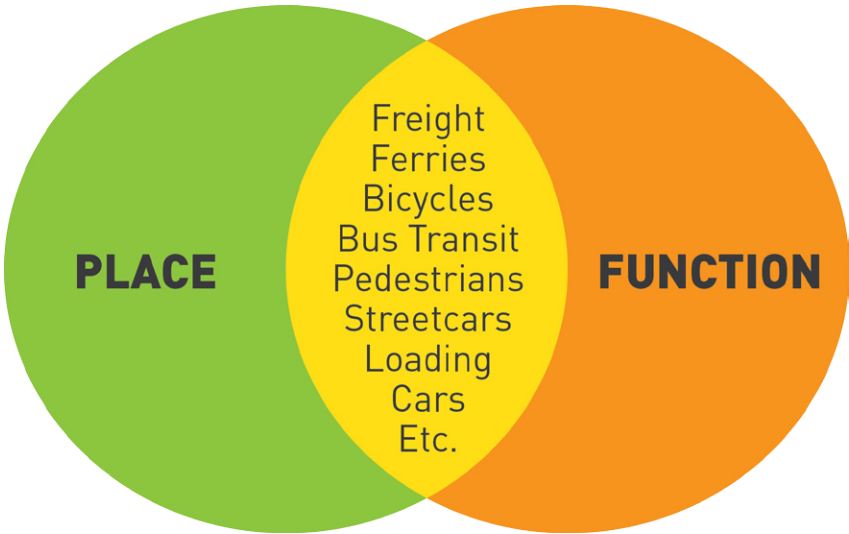 PLACE
Freight
Ferries
Bicycles
Bus Transit
Pedestrians
Streetcars
Loading
Cars
Etc.
FUNCTION